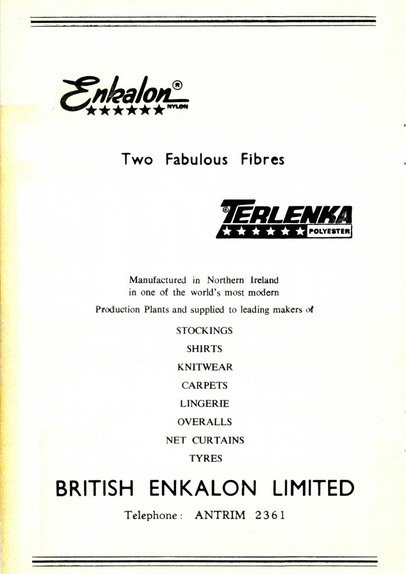 Enkalon®
NYLON
Two Fabulous Fibres
®TERLENKA
POLYESTER
Manufactured in Northern Ireland
in one of the world's most modern
Production Plants and supplied to leading makers of
STOCKINGS
SHIRTS
KNITWEAR
CARPETS
LINGERIE
OVERALLS
NET CURTAINS
TYRES
BRITISH ENKALON LIMITED
Telephone: ANTRIM 2361